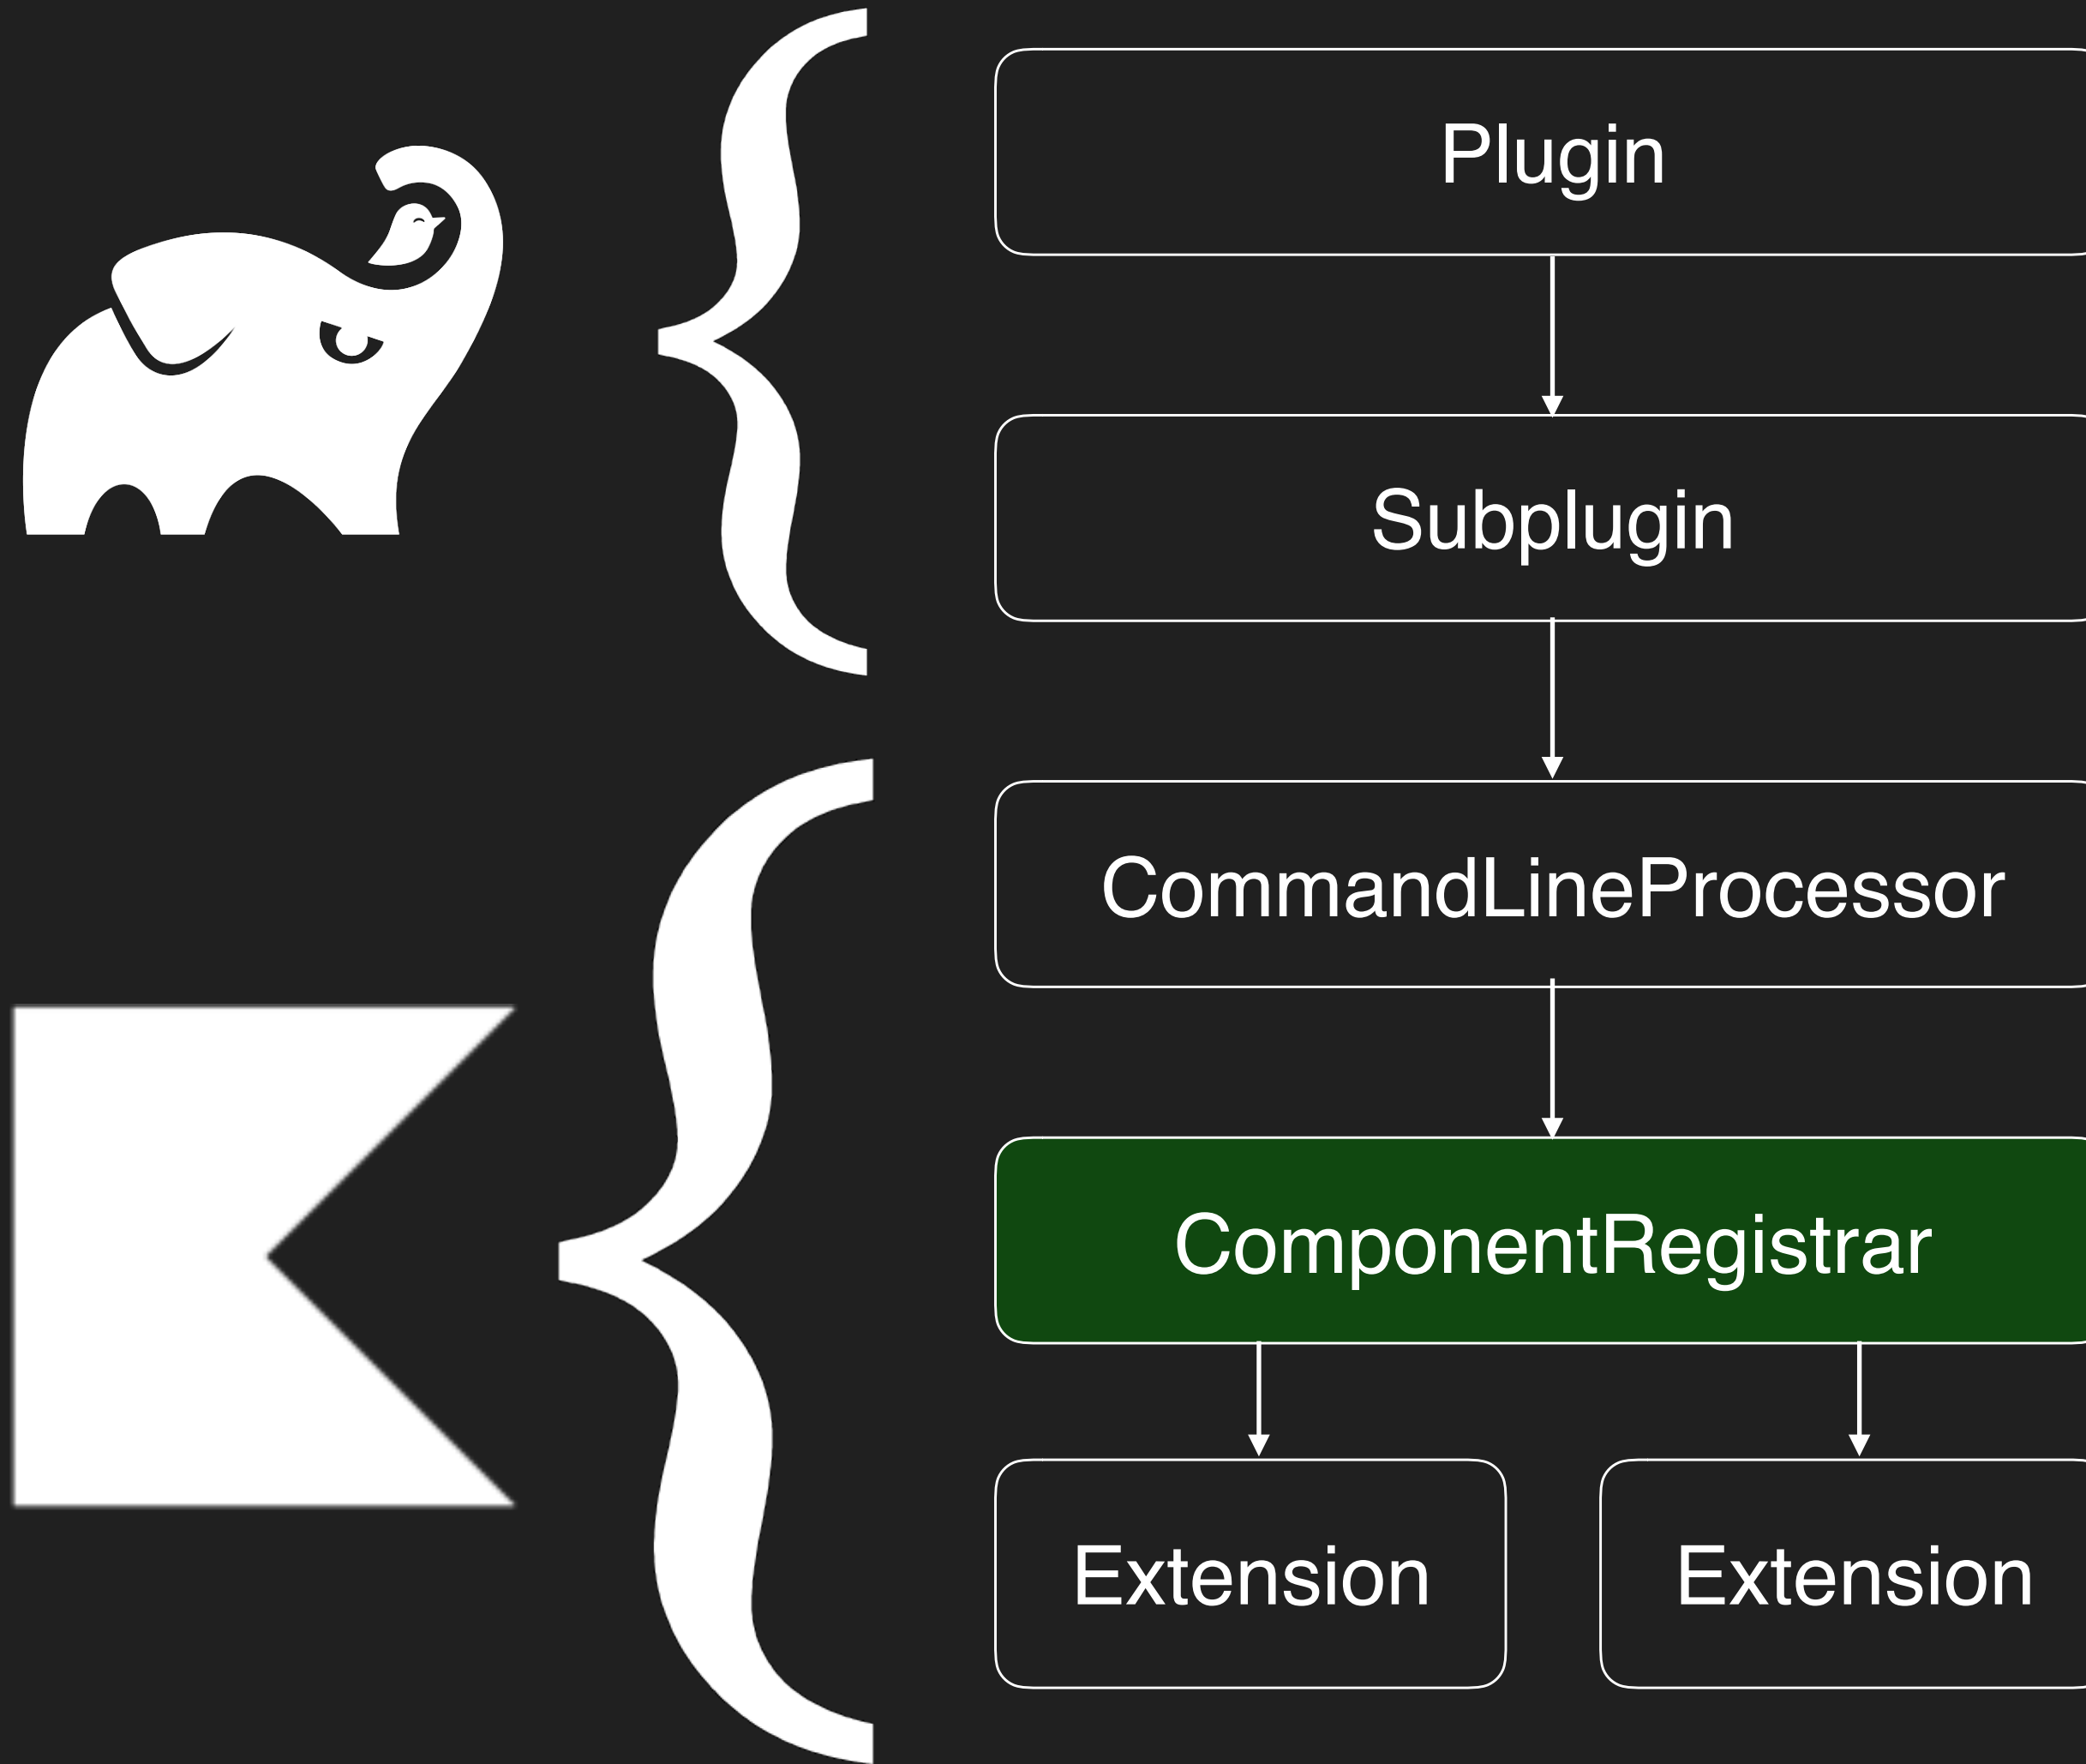 Plugin
Subplugin
CommandLineProcessor
ComponentRegistrar
Extension
Extension